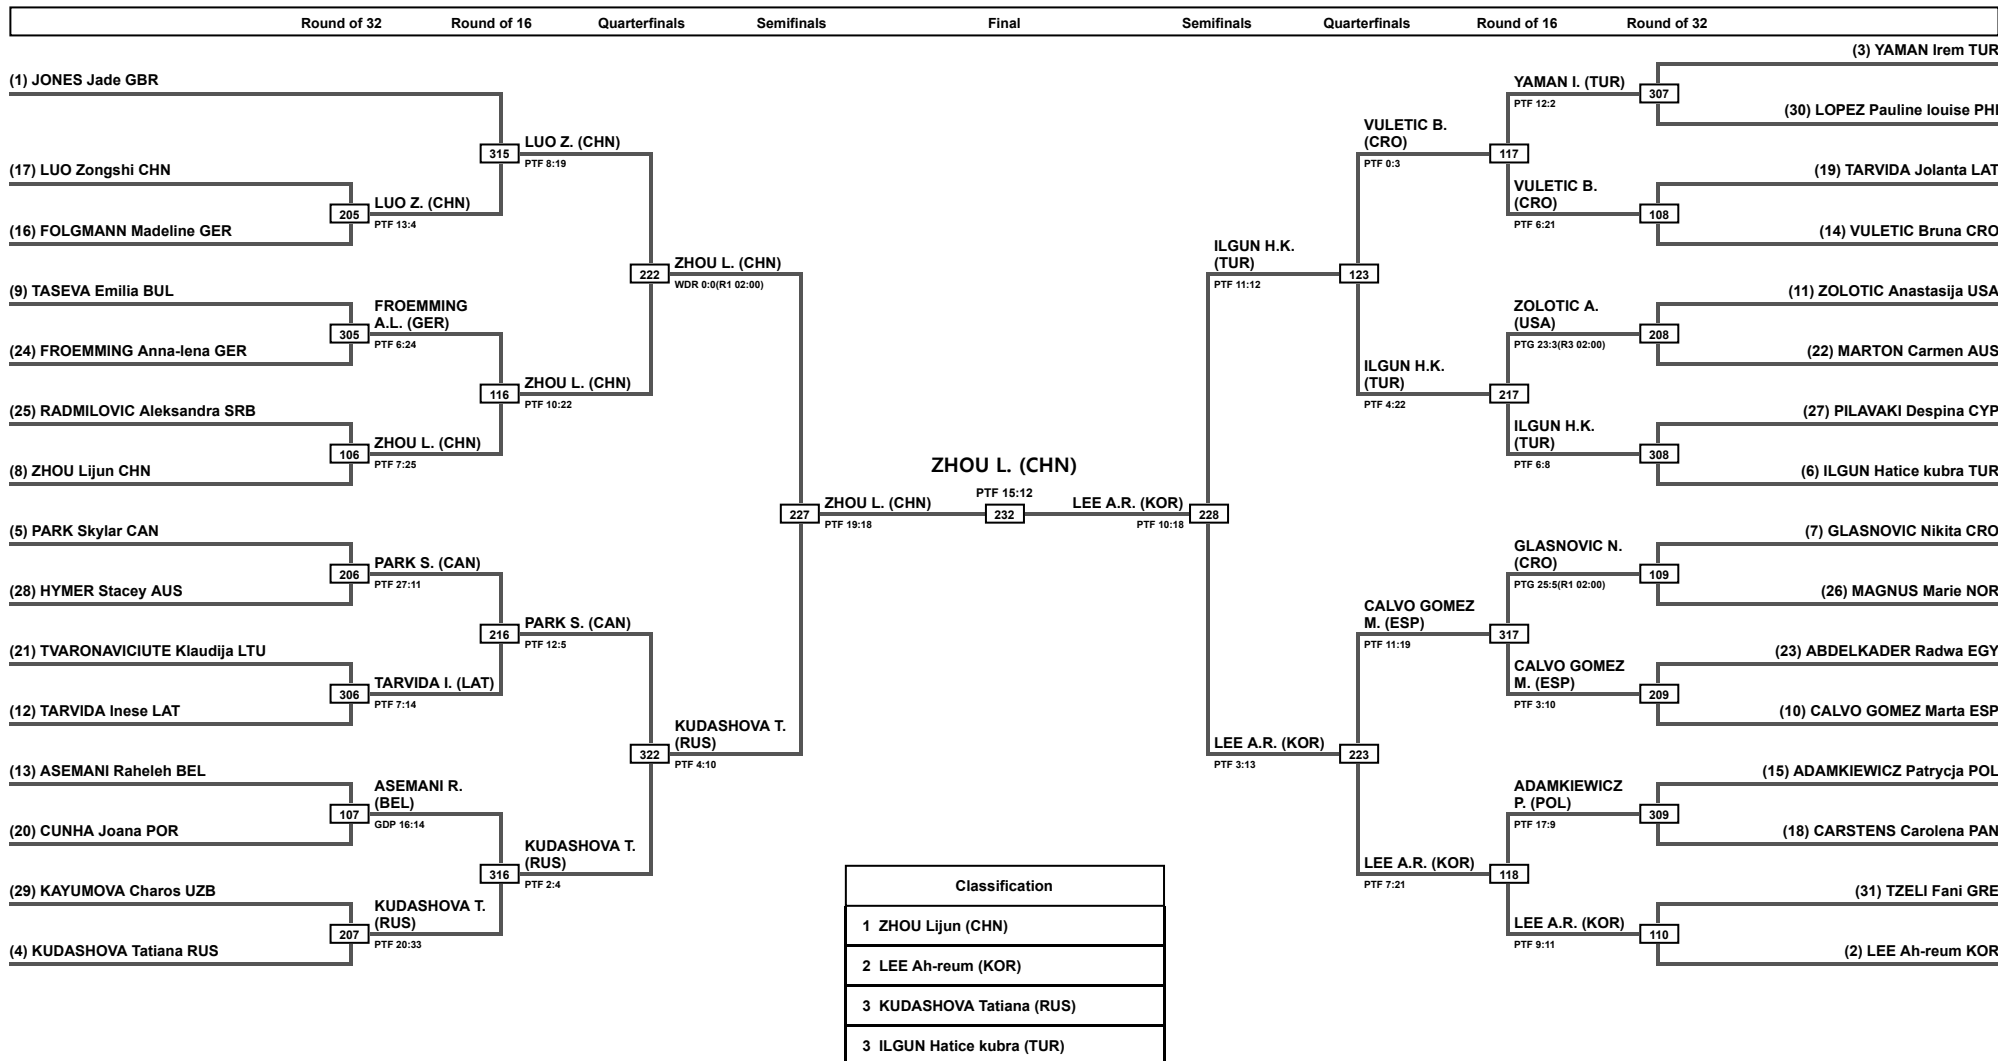 Round of 32 Round of 16 Quarterfinals Semifinals Final Semifinals Quarterfinals Round of 16 Round of 32
(1) JONES Jade GBR
(17) LUO Zongshi CHN
(16) FOLGMANN Madeline GER
(9) TASEVA Emilia BUL
(24) FROEMMING Anna-lena GER
(25) RADMILOVIC Aleksandra SRB
(8) ZHOU Lijun CHN
(5) PARK Skylar CAN
(28) HYMER Stacey AUS
(21) TVARONAVICIUTE Klaudija LTU
(12) TARVIDA Inese LAT
(13) ASEMANI Raheleh BEL
(20) CUNHA Joana POR
(29) KAYUMOVA Charos UZB
(4) KUDASHOVA Tatiana RUS
205
LUO Z. (CHN)
PTF 13:4
305
FROEMMING
A.L. (GER)
PTF 6:24
106
ZHOU L. (CHN)
PTF 7:25
206
PARK S. (CAN)
PTF 27:11
306
TARVIDA I. (LAT)
PTF 7:14
107
ASEMANI R.
(BEL)
GDP 16:14
207
KUDASHOVA T.
(RUS)
PTF 20:33
315
LUO Z. (CHN)
PTF 8:19
116
ZHOU L. (CHN)
PTF 10:22
216
PARK S. (CAN)
PTF 12:5
316
KUDASHOVA T.
(RUS)
PTF 2:4
222
ZHOU L. (CHN)
WDR 0:0(R1 02:00)
322
KUDASHOVA T.
(RUS)
PTF 4:10
227
ZHOU L. (CHN)
PTF 19:18
ZHOU L. (CHN)
PTF 15:12
232
LEE A.R. (KOR)
PTF 10:18
228
ILGUN H.K.
(TUR)
PTF 11:12
123
LEE A.R. (KOR)
PTF 3:13
223
VULETIC B.
(CRO)
PTF 0:3
117
ILGUN H.K.
(TUR)
PTF 4:22
217
CALVO GOMEZ
M. (ESP)
PTF 11:19
317
LEE A.R. (KOR)
PTF 7:21
118
YAMAN I. (TUR)
PTF 12:2
307
VULETIC B.
(CRO)
PTF 6:21
108
ZOLOTIC A.
(USA)
PTG 23:3(R3 02:00)
208
ILGUN H.K.
(TUR)
PTF 6:8
308
GLASNOVIC N.
(CRO)
PTG 25:5(R1 02:00)
109
CALVO GOMEZ
M. (ESP)
PTF 3:10
209
ADAMKIEWICZ
P. (POL)
PTF 17:9
309
LEE A.R. (KOR)
PTF 9:11
110
(3) YAMAN Irem TUR
(30) LOPEZ Pauline louise PHI
(19) TARVIDA Jolanta LAT
(14) VULETIC Bruna CRO
(11) ZOLOTIC Anastasija USA
(22) MARTON Carmen AUS
(27) PILAVAKI Despina CYP
(6) ILGUN Hatice kubra TUR
(7) GLASNOVIC Nikita CRO
(26) MAGNUS Marie NOR
(23) ABDELKADER Radwa EGY
(10) CALVO GOMEZ Marta ESP
(15) ADAMKIEWICZ Patrycja POL
(18) CARSTENS Carolena PAN
(31) TZELI Fani GRE
(2) LEE Ah-reum KOR
Classification
1 ZHOU Lijun (CHN)
2 LEE Ah-reum (KOR)
3 KUDASHOVA Tatiana (RUS)
3 ILGUN Hatice kubra (TUR)